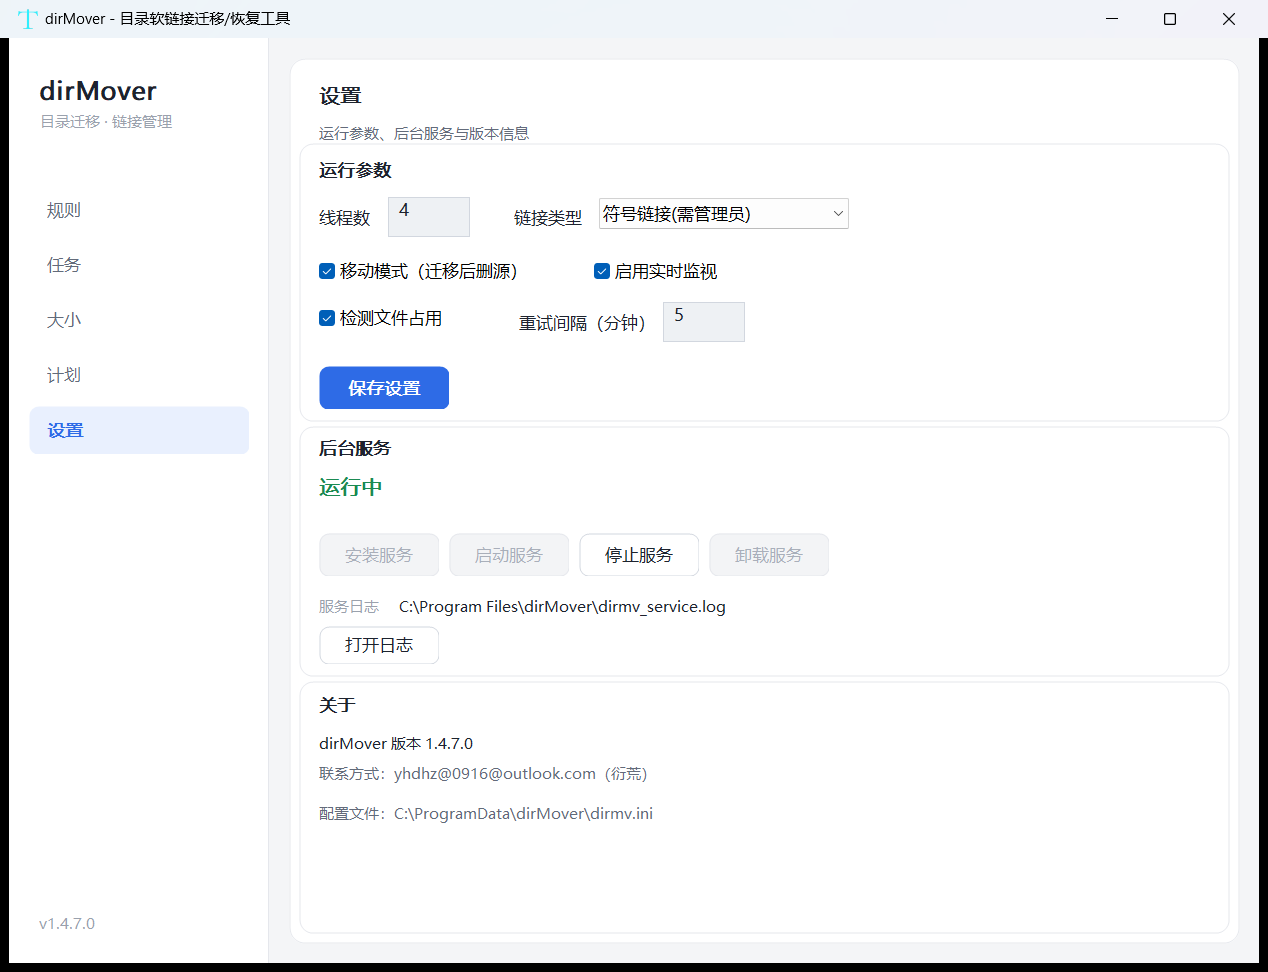 dirMover - 目录软链接迁移/恢复工具
dirMover
目录迁移 · 链接管理
规则
任务
大小
计划
设置
v1.4.7.0
设置
运行参数、后台服务与版本信息
运行参数
线程数 4 链接类型 符号链接(需管理员)
移动模式（迁移后删源） 启用实时监视
检测文件占用 重试间隔（分钟） 5
保存设置
后台服务
运行中
安装服务 启动服务 停止服务 卸载服务
服务日志 C:\Program Files\dirMover\dirmv_service.log
打开日志
关于
dirMover 版本 1.4.7.0
联系方式：yhdhz@0916@outlook.com（衍荒）
配置文件：C:\ProgramData\dirMover\dirmv.ini